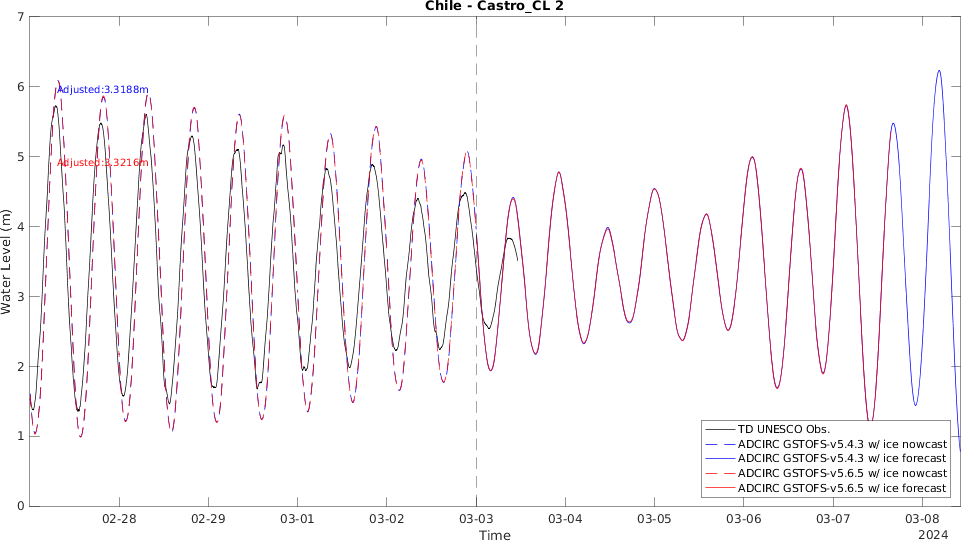 Chile - Castro_CL 2
7
6
5
4
3
2
1
0
Water Level (m)
Adjusted:3.3188m
Adjusted:3.3216m
TD UNESCO Obs.
ADCIRC GSTOFS-v5.4.3 w/ ice nowcast
ADCIRC GSTOFS-v5.4.3 w/ ice forecast
ADCIRC GSTOFS-v5.6.5 w/ ice nowcast
ADCIRC GSTOFS-v5.6.5 w/ ice forecast
02-28 02-29 03-01 03-02 03-03 03-04 03-05 03-06 03-07 03-08
Time
2024